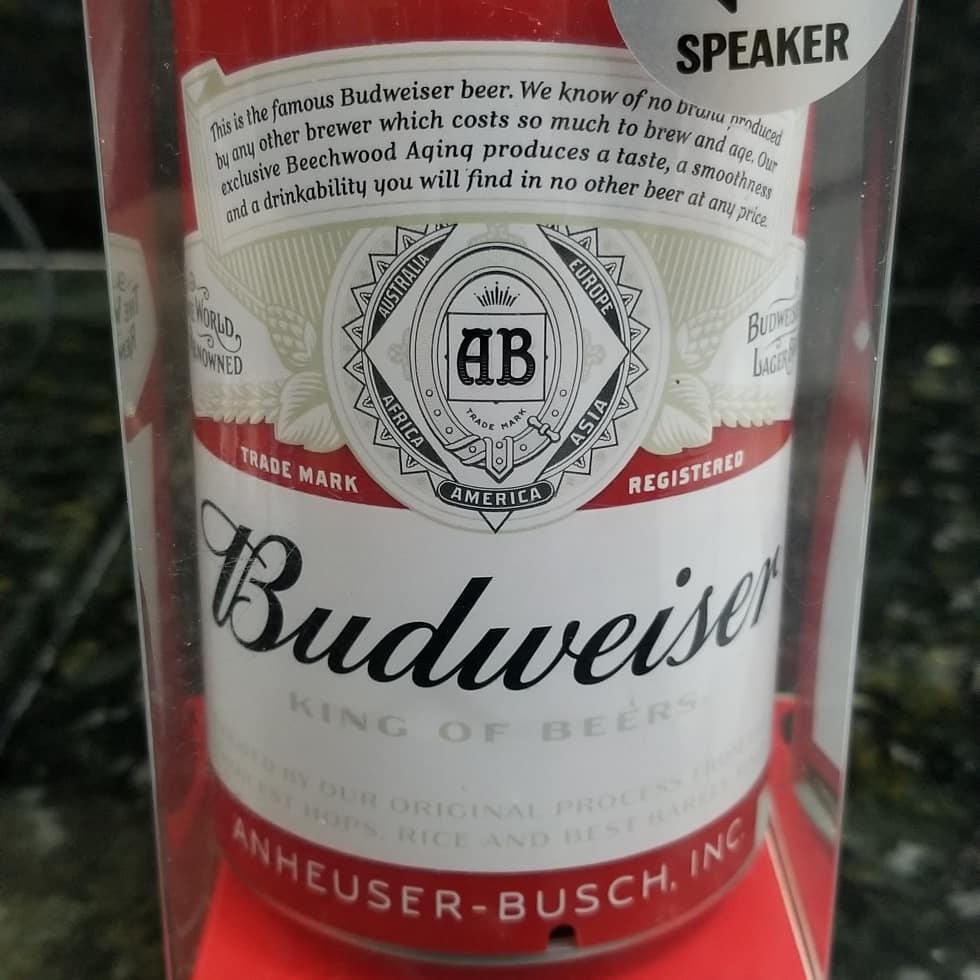 SPEAKER
This is the famous Budweiser beer. We know of no brand produced
by any other brewer which costs so much to brew and age. Our
exclusive Beechwood Aging produces a taste, a smoothness
and a drinkability you will find in no other beer at any price.
AUSTRALIA
EUROPE
WORLD
AB
TRADE MARK
AFRICA
ASIA
AMERICA
TRADE MARK
REGISTERED
Budweiser
KING OF BEERS
BY OUR ORIGINAL PROCESS
HOPS, RICE AND BEST
ANHEUSER-BUSCH, INC.